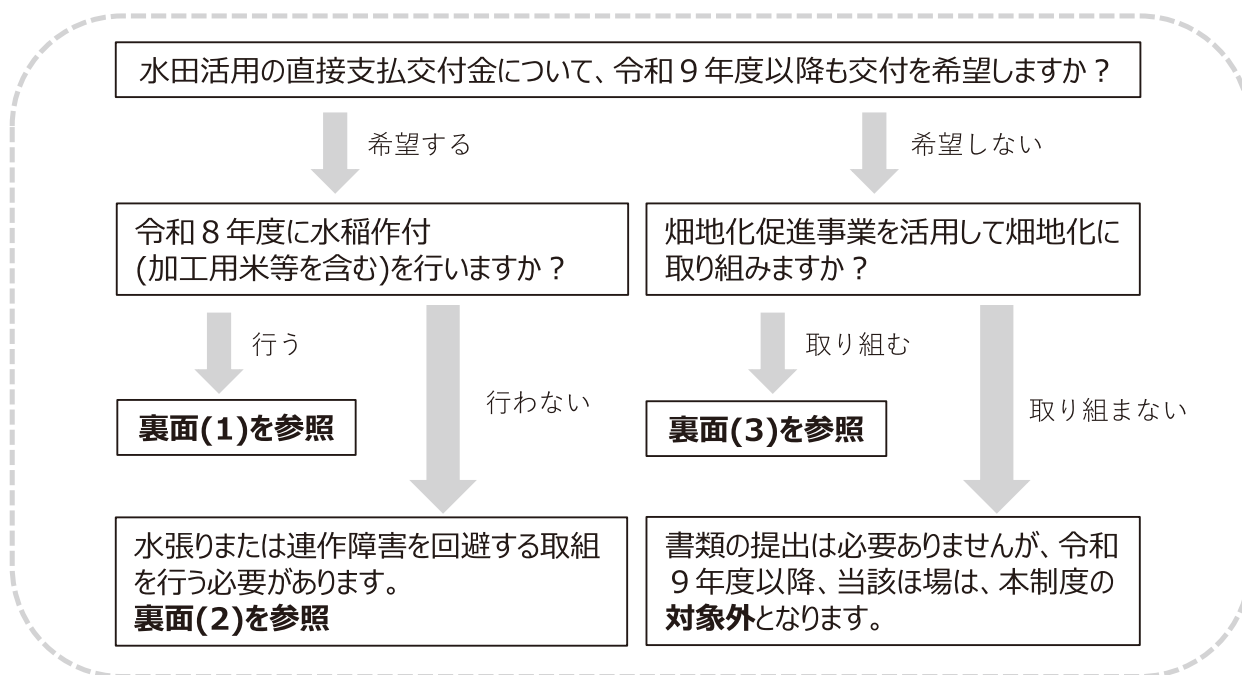 水田活用の直接支払交付金について、令和９年度以降も交付を希望しますか？
希望する
希望しない
令和８年度に水稲作付
(加工用米等を含む)を行いますか？
畑地化促進事業を活用して畑地化に
取り組みますか？
行う
行わない
取り組む
取り組まない
裏面(1)を参照
裏面(3)を参照
水張りまたは連作障害を回避する取組
を行う必要があります。
裏面(2)を参照
書類の提出は必要ありませんが、令和
９年度以降、当該ほ場は、本制度の
対象外となります。